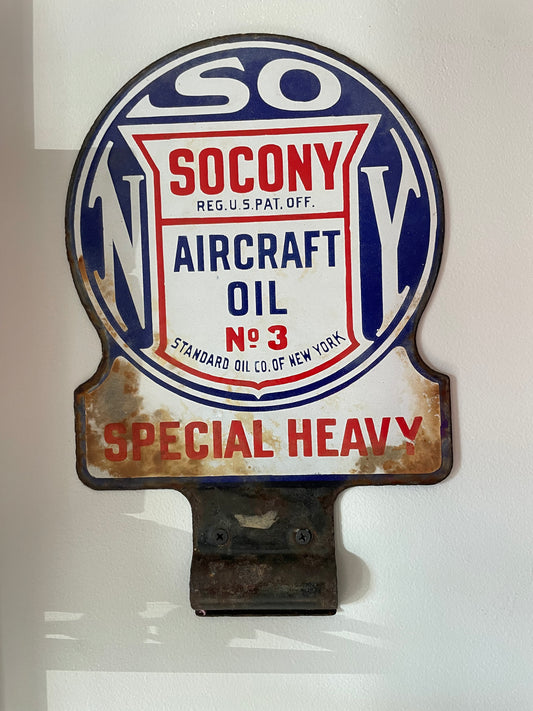 SO
N Y
SOCONY
REG. U.S. PAT. OFF.
AIRCRAFT
OIL
Nº 3
STANDARD OIL CO. OF NEW YORK
SPECIAL HEAVY